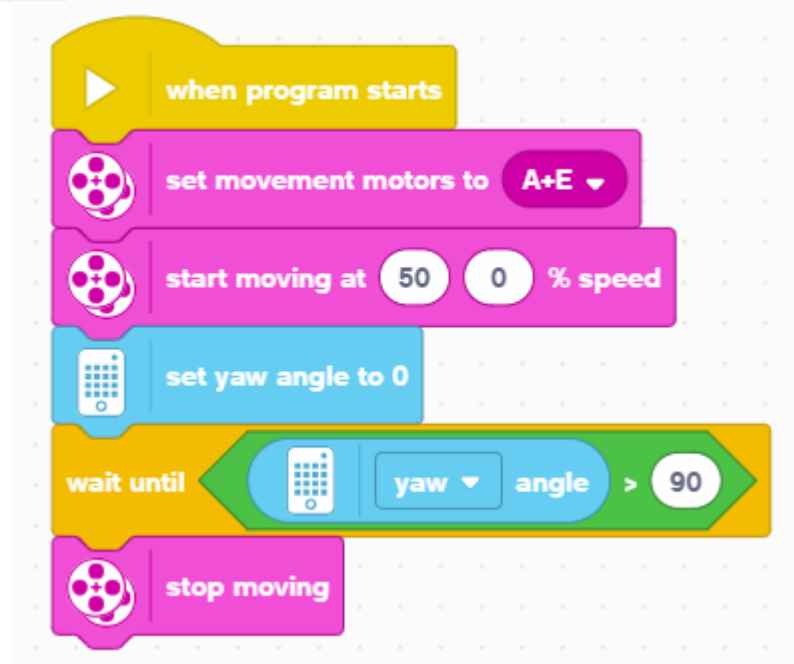 when program starts
set movement motors to A+E
start moving at 50 0 % speed
set yaw angle to 0
wait until yaw angle > 90
stop moving